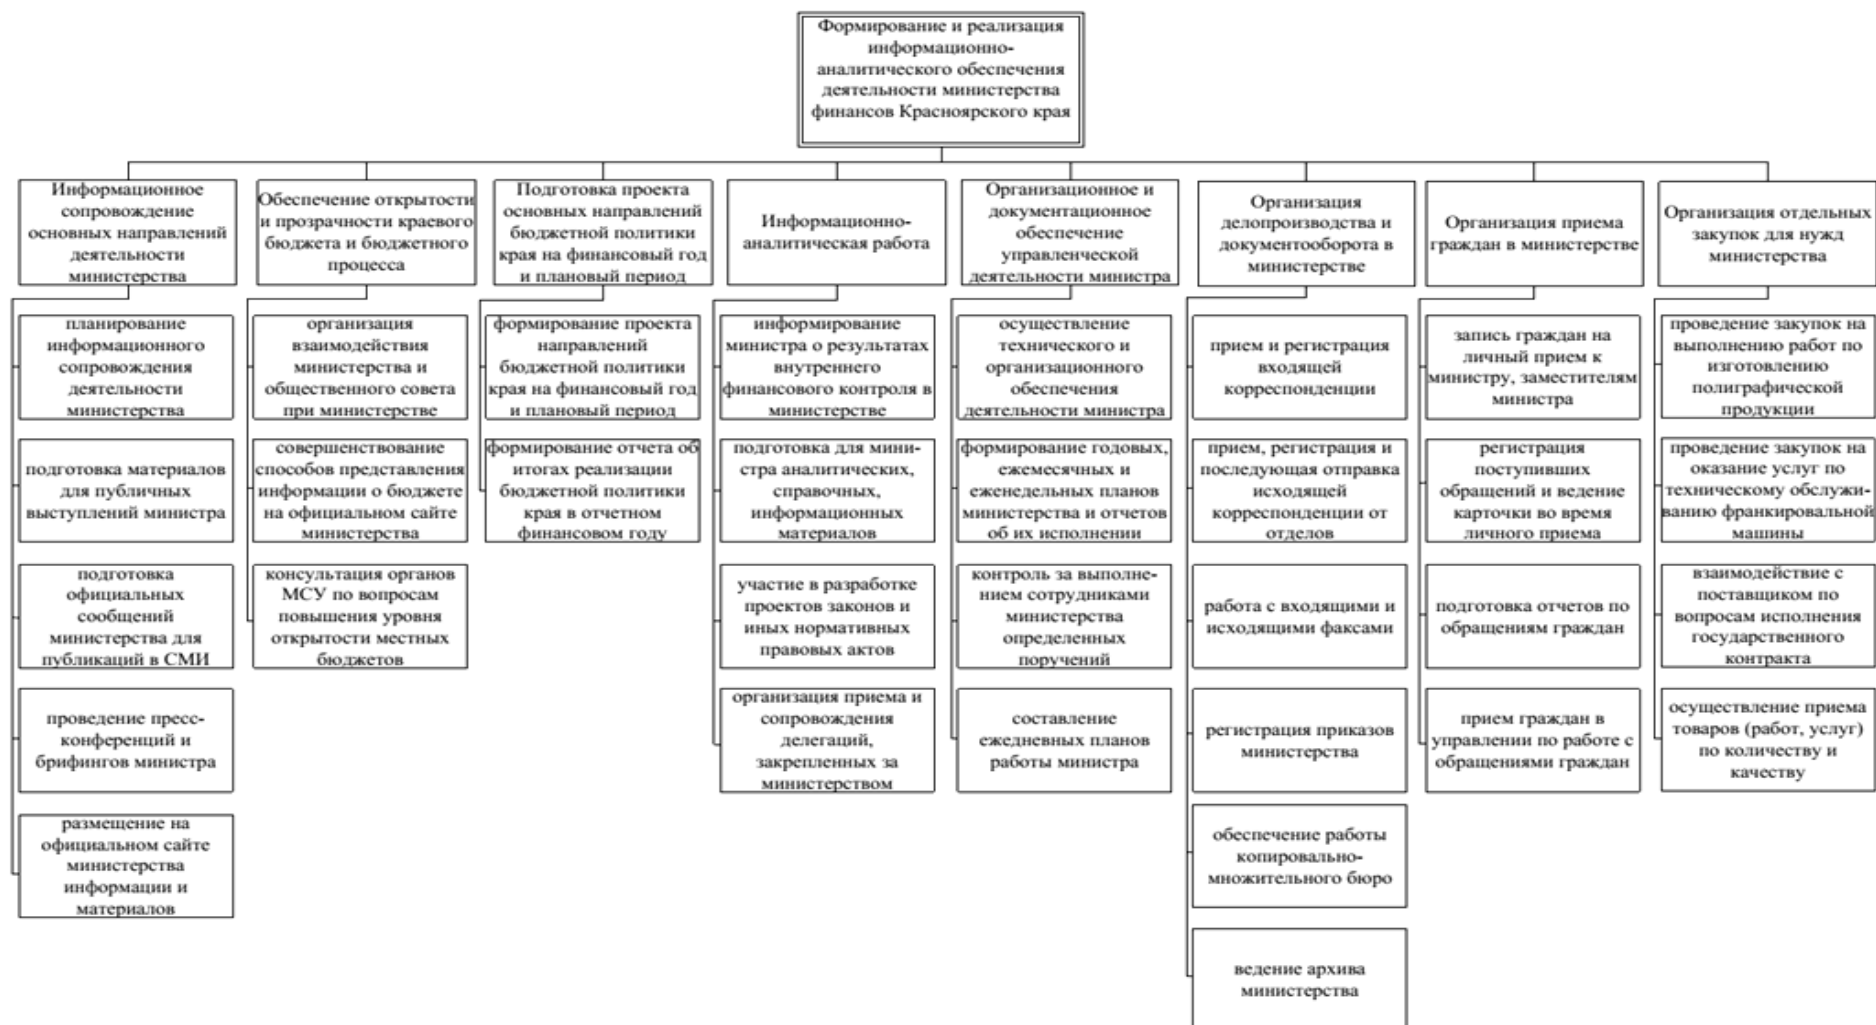 Формирование и реализация
информационно-
аналитического обеспечения
деятельности министерства
финансов Красноярского края
Информационное
сопровождение
основных направлений
деятельности
министерства
Обеспечение открытости
и прозрачности краевого
бюджета и бюджетного
процесса
Подготовка проекта
основных направлений
бюджетной политики
края на финансовый год
и плановый период
Информационно-
аналитическая работа
Организационное и
документационное
обеспечение
управленческой
деятельности министра
Организация
делопроизводства и
документооборота в
министерстве
Организация приема
граждан в министерстве
Организация отдельных
закупок для нужд
министерства
планирование
информационного
сопровождения
деятельности
министерства
подготовка материалов
для публичных
выступлений министра
подготовка
официальных
сообщений
министерства для
публикаций в СМИ
проведение пресс-
конференций и
брифингов министра
размещение на
официальном сайте
министерства
информации и
материалов
организация
взаимодействия
министерства и
общественного совета
при министерстве
совершенствование
способов представления
информации о бюджете
на официальном сайте
министерства
консультация органов
МСУ по вопросам
повышения уровня
открытости местных
бюджетов
формирование проекта
направлений
бюджетной политики
края на финансовый год
и плановый период
формирование отчета об
итогах реализации
бюджетной политики
края в отчетном
финансовом году
информирование
министра о результатах
внутреннего
финансового контроля в
министерстве
подготовка для мини-
стра аналитических,
справочных,
информационных
материалов
участие в разработке
проектов законов и
иных нормативных
правовых актов
организация приема и
сопровождения
делегаций,
закрепленных за
министерством
осуществление
технического и
организационного
обеспечения
деятельности министра
формирование годовых,
ежемесячных и
еженедельных планов
министерства и отчетов
об их исполнении
контроль за выполне-
нием сотрудниками
министерства
определенных
поручений
составление
ежедневных планов
работы министра
прием и регистрация
входящей
корреспонденции
прием, регистрация и
последующая отправка
исходящей
корреспонденции от
отделов
работа с входящими и
исходящими факсами
регистрация приказов
министерства
обеспечение работы
копировально-
множительного бюро
ведение архива
министерства
запись граждан на
личный прием к
министру, заместителям
министра
регистрация
поступивших
обращений и ведение
карточки во время
личного приема
подготовка отчетов по
обращениям граждан
прием граждан в
управлении по работе с
обращениями граждан
проведение закупок на
выполнению работ по
изготовлению
полиграфической
продукции
проведение закупок на
оказание услуг по
техническому обслужи-
ванию франкировальной
машины
взаимодействие с
поставщиком по
вопросам исполнения
государственного
контракта
осуществление приема
товаров (работ, услуг)
по количеству и
качеству